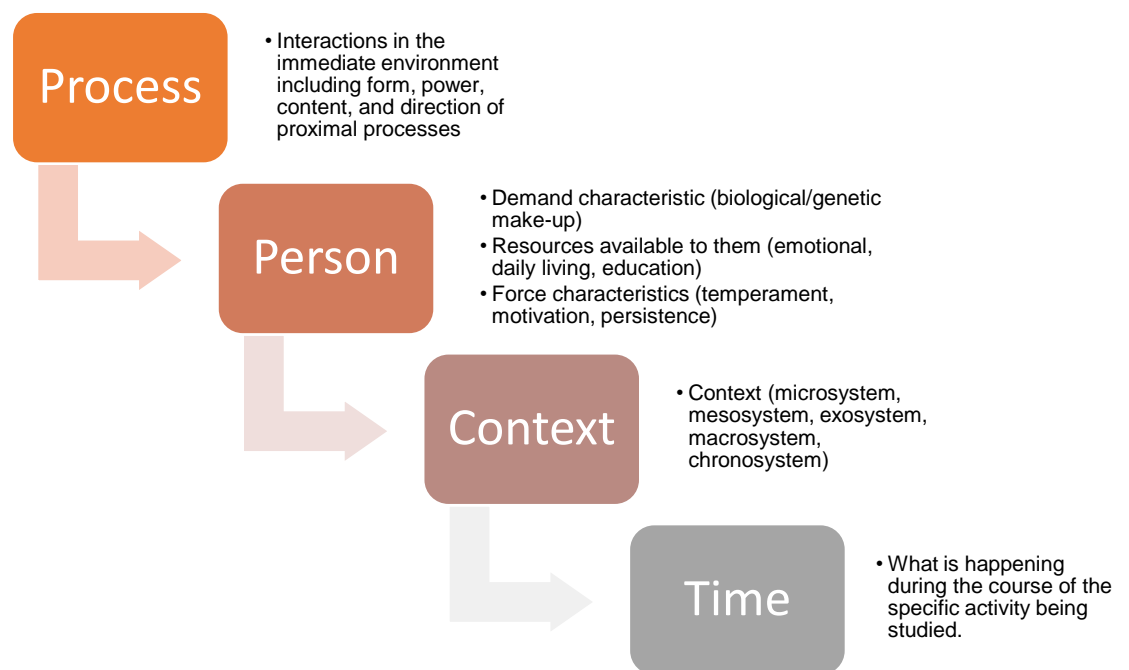 Process
• Interactions in the
immediate environment
including form, power,
content, and direction of
proximal processes
Person
• Demand characteristic (biological/genetic
make-up)
• Resources available to them (emotional,
daily living, education)
• Force characteristics (temperament,
motivation, persistence)
Context
• Context (microsystem,
mesosystem, exosystem,
macrosystem,
chronosystem)
Time
• What is happening
during the course of the
specific activity being
studied.